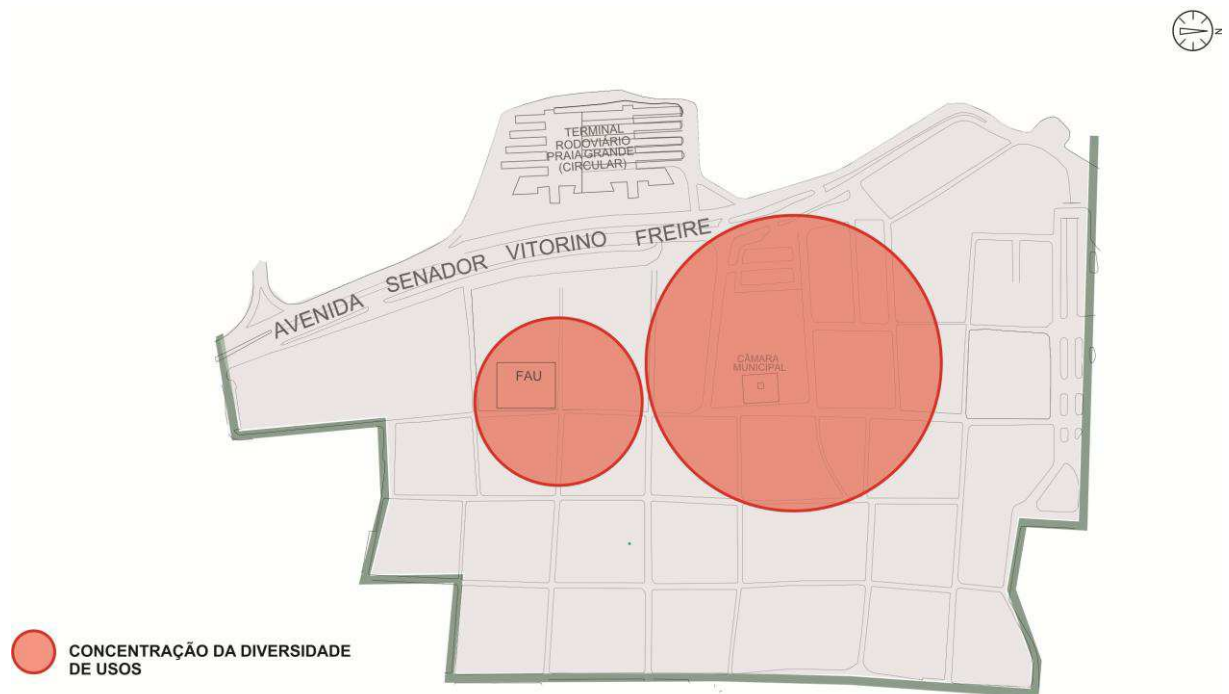 N
TERMINAL
RODOVIÁRIO
PRAIA GRANDE
(CIRCULAR)
AVENIDA SENADOR VITORINO FREIRE
FAU
CÂMARA
MUNICIPAL
CONCENTRAÇÃO DA DIVERSIDADE
DE USOS